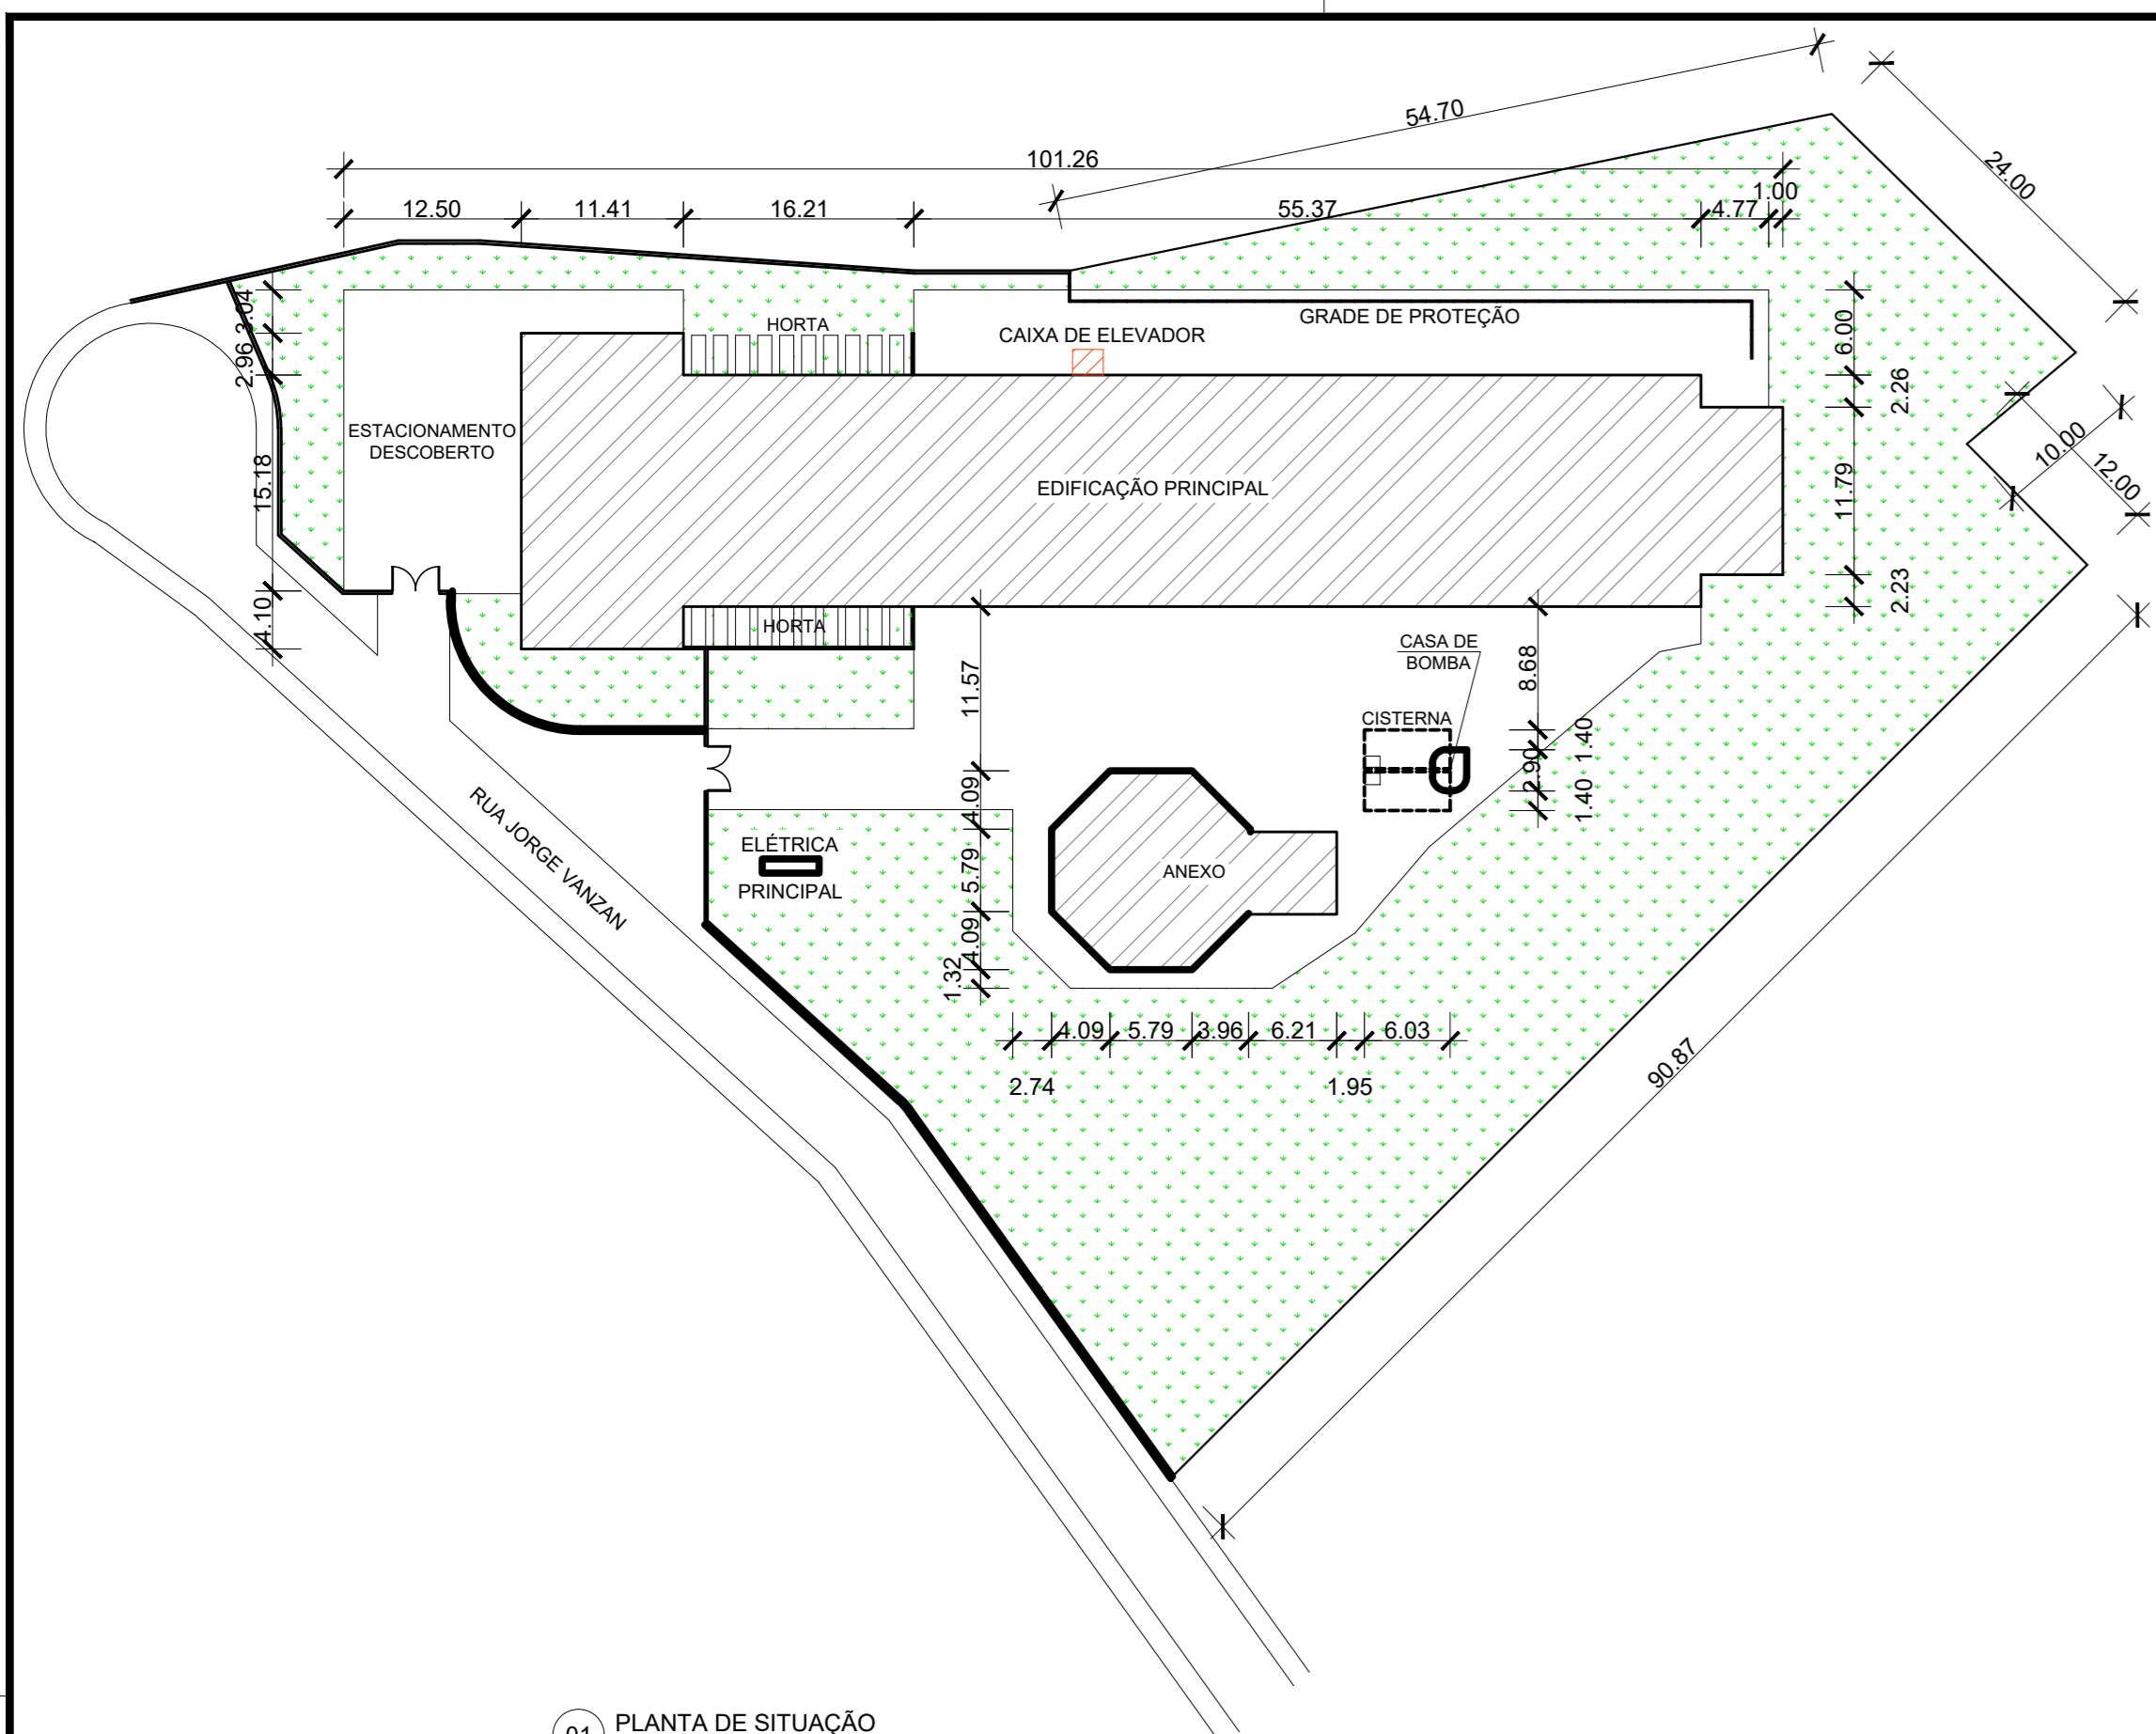 54.70
24.00
101.26
1.00
12.50
11.41
16.21
55.37
4.77
3.04
2.96
15.18
4.10
HORTA
CAIXA DE ELEVADOR
GRADE DE PROTEÇÃO
6.00
2.26
11.79
2.23
10.00
12.00
ESTACIONAMENTO
DESCOBERTO
EDIFICAÇÃO PRINCIPAL
HORTA
CASA DE
BOMBA
CISTERNA
8.68
1.40
2.90
1.40
11.57
4.09
5.79
4.09
1.32
RUA JORGE VANZAN
ELÉTRICA
PRINCIPAL
ANEXO
4.09
5.79
3.96
6.21
6.03
2.74
1.95
90.87
01
PLANTA DE SITUAÇÃO